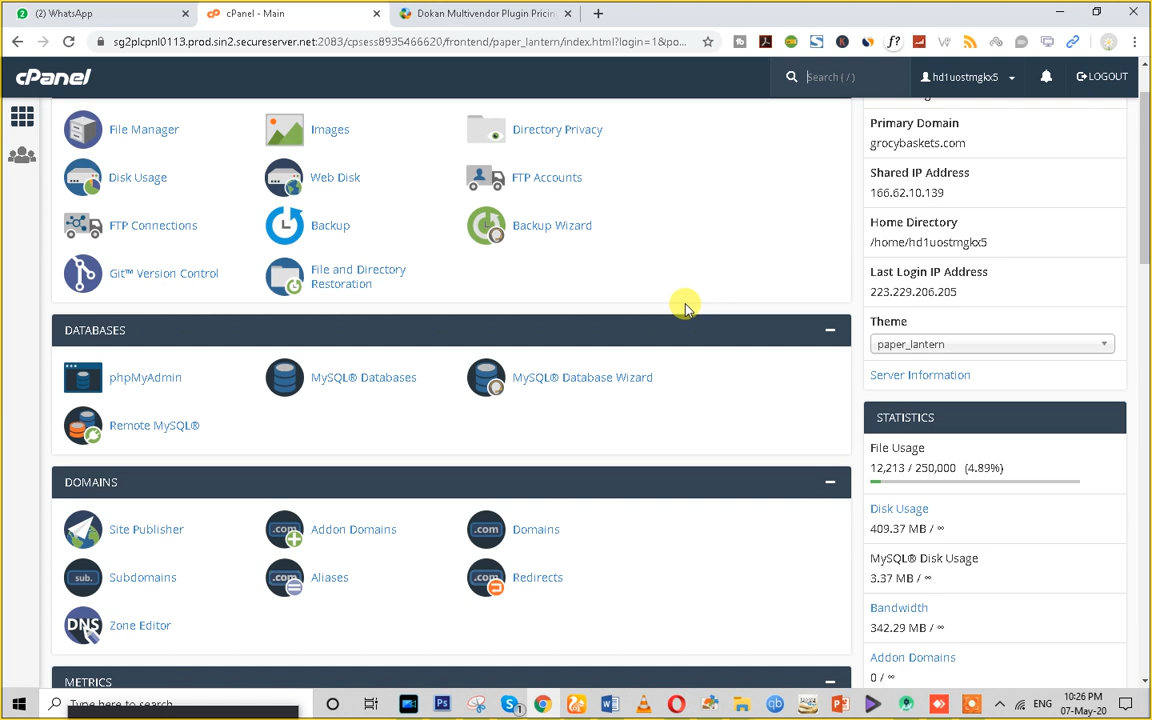 (2) WhatsApp
cPanel - Main
Dokan Multivendor Plugin Pricin
sg2plcpnl0113.prod.sin2.secureserver.net:2083/cpsess8935466620/frontend/paper_lantern/index.html?login=1&po...
cPanel
Search ( / )
hd1uostmgkx5
LOGOUT
File Manager
Images
Directory Privacy
Disk Usage
Web Disk
FTP Accounts
FTP Connections
Backup
Backup Wizard
Git™ Version Control
File and Directory
Restoration
DATABASES
phpMyAdmin
MySQL® Databases
MySQL® Database Wizard
Remote MySQL®
DOMAINS
Site Publisher
Addon Domains
Domains
Subdomains
Aliases
Redirects
Zone Editor
METRICS
Primary Domain
grocybaskets.com
Shared IP Address
166.62.10.139
Home Directory
/home/hd1uostmgkx5
Last Login IP Address
223.229.206.205
Theme
paper_lantern
Server Information
STATISTICS
File Usage
12,213 / 250,000 (4.89%)
Disk Usage
409.37 MB / ∞
MySQL® Disk Usage
3.37 MB / ∞
Bandwidth
342.29 MB / ∞
Addon Domains
0 / ∞
Type here to search
ENG
10:26 PM
07-May-20